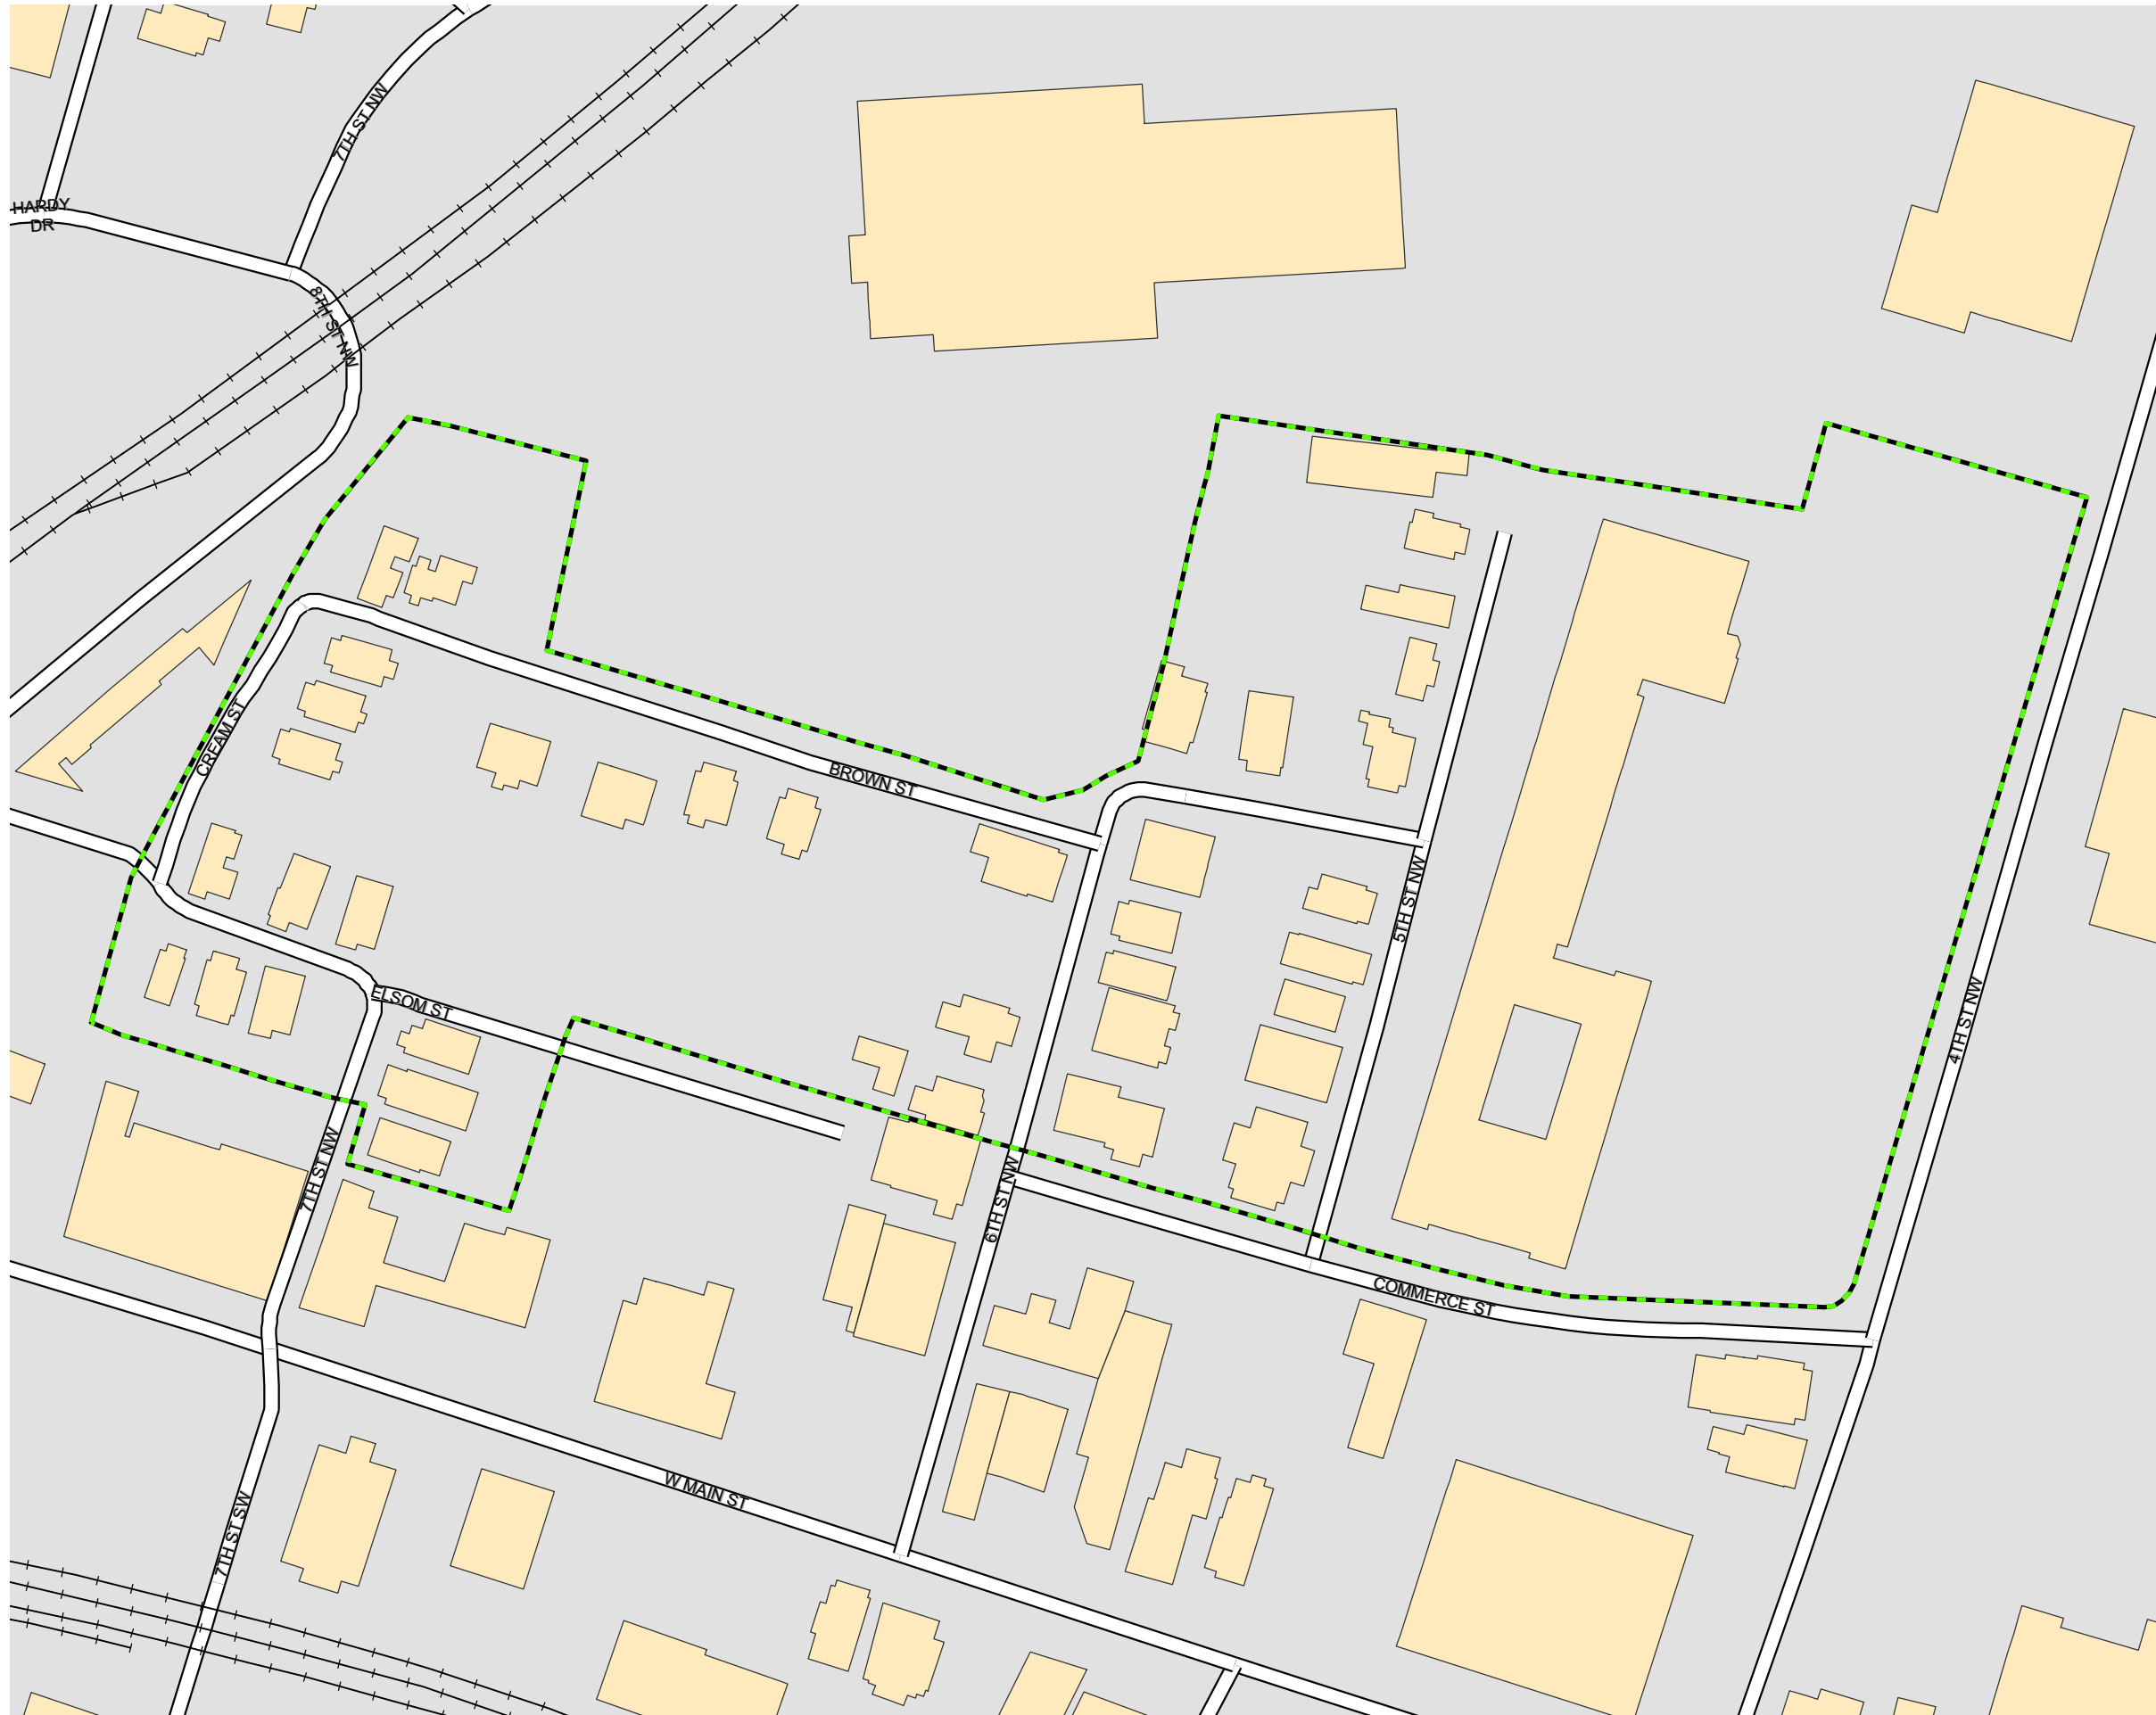 7TH ST NW
HARDY
DR
8TH ST NW
CREAM ST
BROWN ST
5TH ST NW
ELSOM ST
4TH ST NW
7TH ST NW
6TH ST NW
COMMERCE ST
W MAIN ST
7TH ST SW